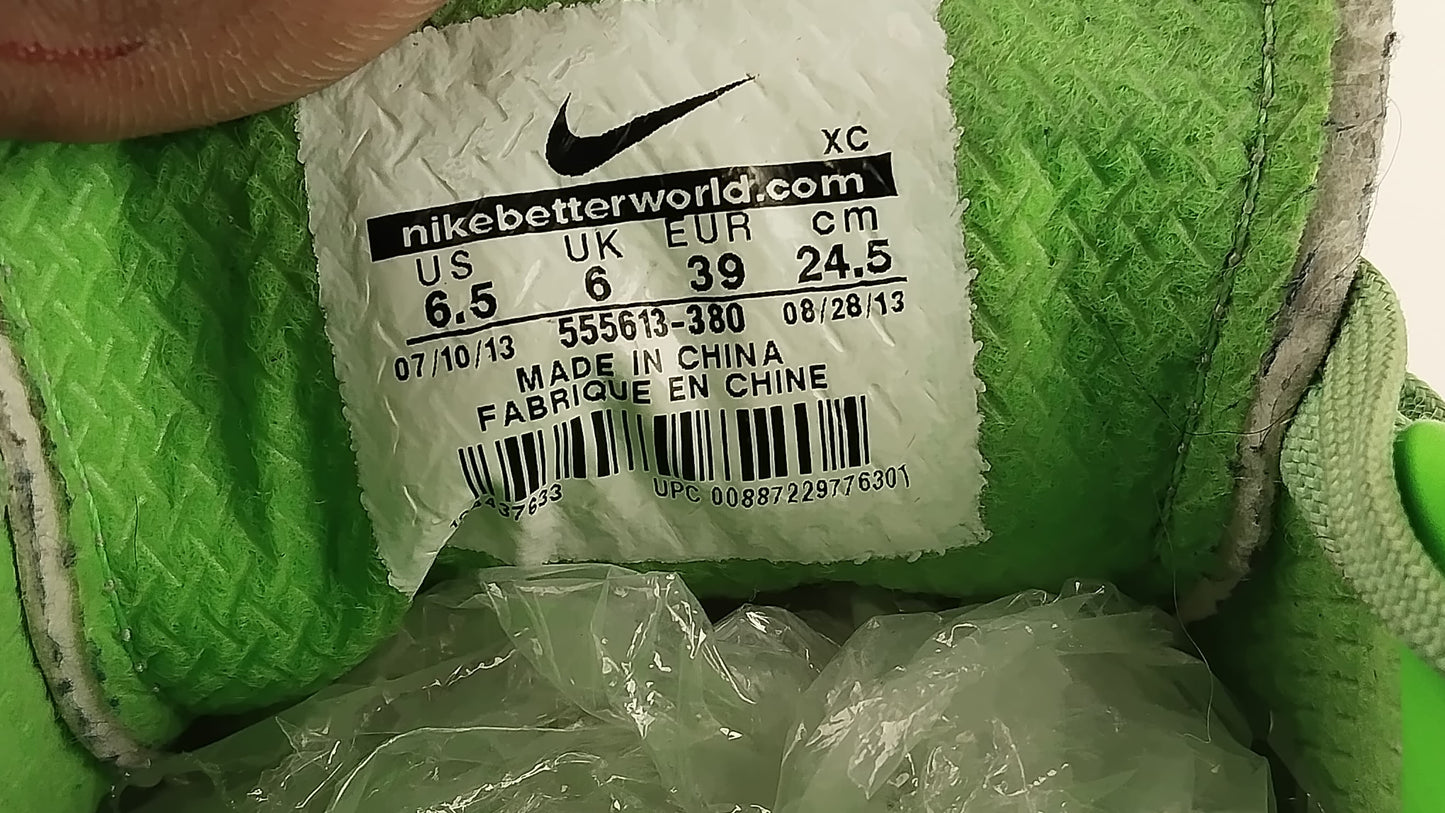 XC
nikebetterworld.com
US UK EUR cm
6.5 6 39 24.5
07/10/13 555613-380 08/28/13
MADE IN CHINA
FABRIQUE EN CHINE
UPC 00887229776301